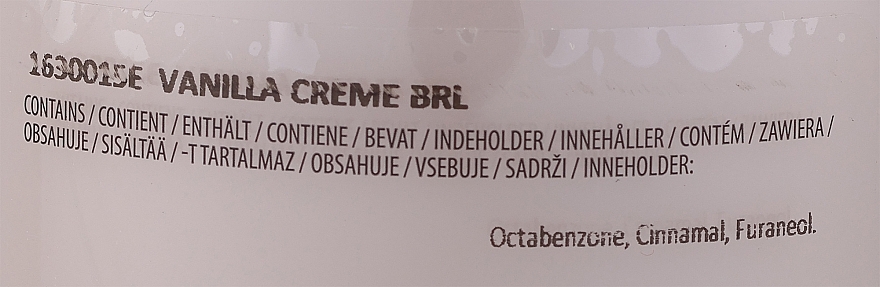 1630015E VANILLA CREME BRL
CONTAINS / CONTIENT / ENTHÄLT / CONTIENE / BEVAT / INDEHOLDER / INNEHÅLLER / CONTÉM / ZAWIERA /
OBSAHUJE / SISÄLTÄÄ / -T TARTALMAZ / OBSAHUJE / VSEBUJE / SADRŽI / INNEHOLDER:
Octabenzone, Cinnamal, Furaneol.